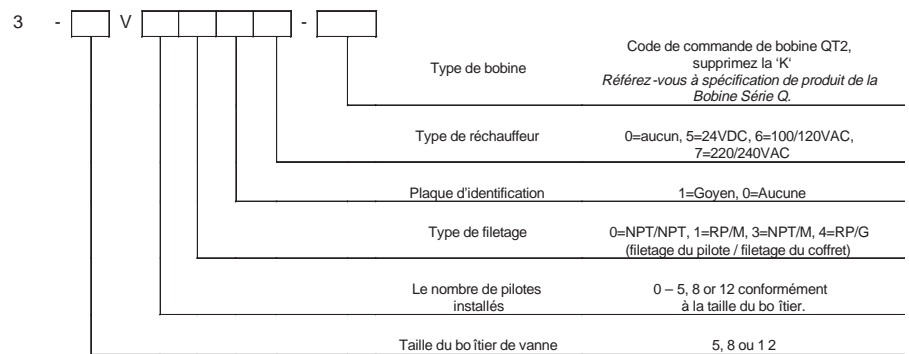 3 - V -
Type de bobine
Code de commande de bobine QT2,
supprimez la 'K'
Référez-vous à spécification de produit de la
Bobine Série Q.
Type de réchauffeur
0=aucun, 5=24VDC, 6=100/120VAC,
7=220/240VAC
Plaque d'identification
1=Goyen, 0=Aucune
Type de filetage
0=NPT/NPT, 1=RP/M, 3=NPT/M, 4=RP/G
(filetage du pilote / filetage du coffret)
Le nombre de pilotes
installés
0 – 5, 8 or 12 conformément
à la taille du bo îtier.
Taille du bo îtier de vanne
5, 8 ou 1 2